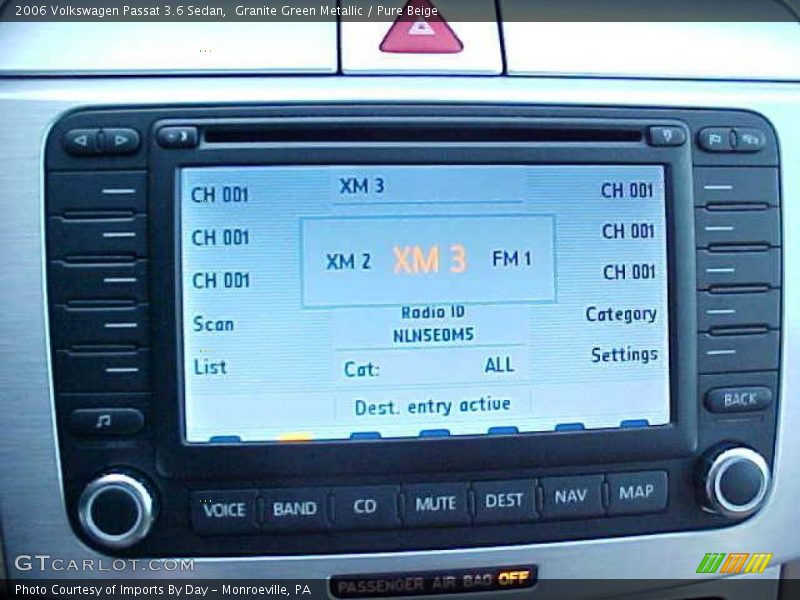 2006 Volkswagen Passat 3.6 Sedan,  Granite Green Metallic / Pure Beige
CH 001
XM 3
CH 001
CH 001
CH 001
XM 2 XM 3 FM 1
CH 001
CH 001
Scan
Radio ID
Category
NLN5E0M5
List
Cat: ALL
Settings
Dest. entry active
BACK
VOICE BAND CD MUTE DEST NAV MAP
GTCARLOT.COM
PASSENGER AIR BAG OFF
Photo Courtesy of Imports By Day – Monroeville, PA